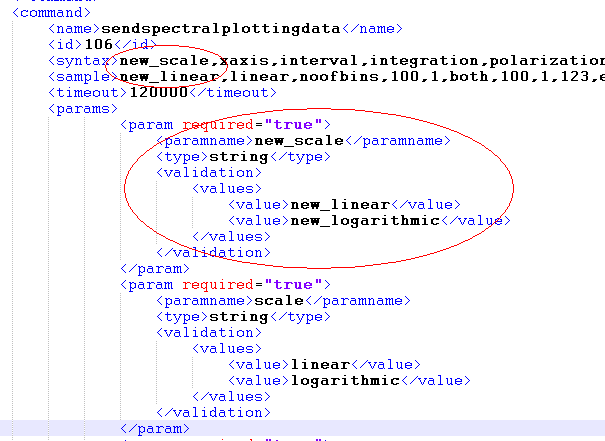 <command>
<name>sendspectralplottingdata</name>
<id>106</id>
<syntax>new_scale,xaxis,interval,integration,polarization
<sample>new_linear,linear,noofbins,100,1,both,100,1,123,e
<timeout>120000</timeout>
<params>
<param required="true">
<paramname>new_scale</paramname>
<type>string</type>
<validation>
<values>
<value>new_linear</value>
<value>new_logarithmic</value>
</values>
</validation>
</param>
<param required="true">
<paramname>scale</paramname>
<type>string</type>
<validation>
<values>
<value>linear</value>
<value>logarithmic</value>
</values>
</validation>
</param>